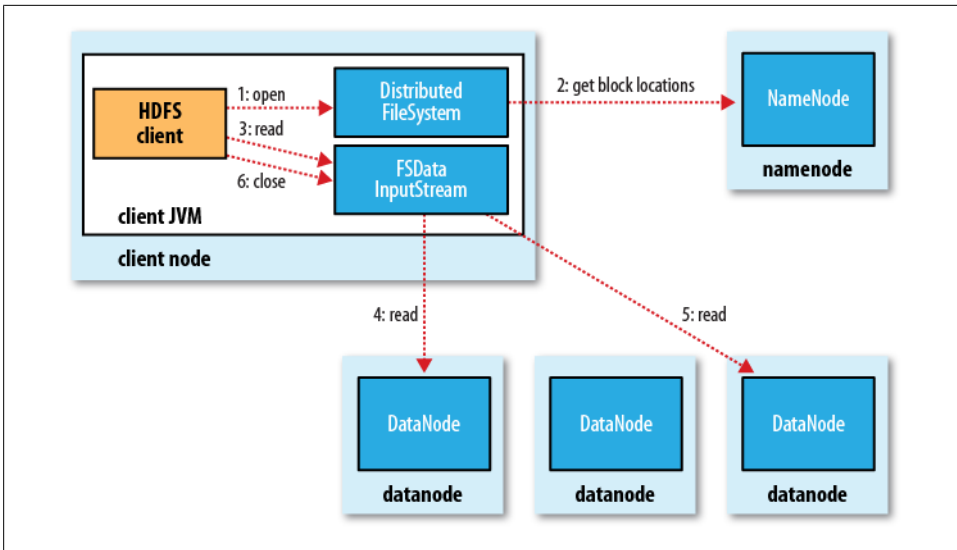 HDFS
client
1: open
3: read
6: close
Distributed
FileSystem
FSData
InputStream
client JVM
client node
2: get block locations
NameNode
namenode
4: read
5: read
DataNode
datanode
DataNode
datanode
DataNode
datanode